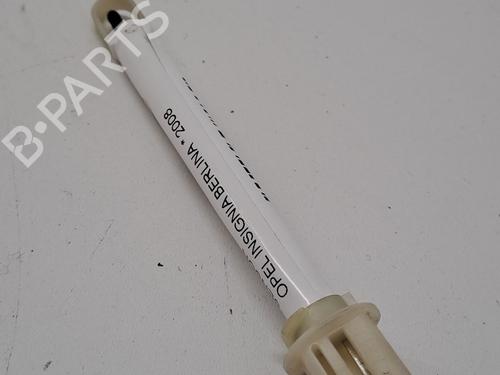 B-PARTS
OPEL INSIGNIA BERLINA * 2008